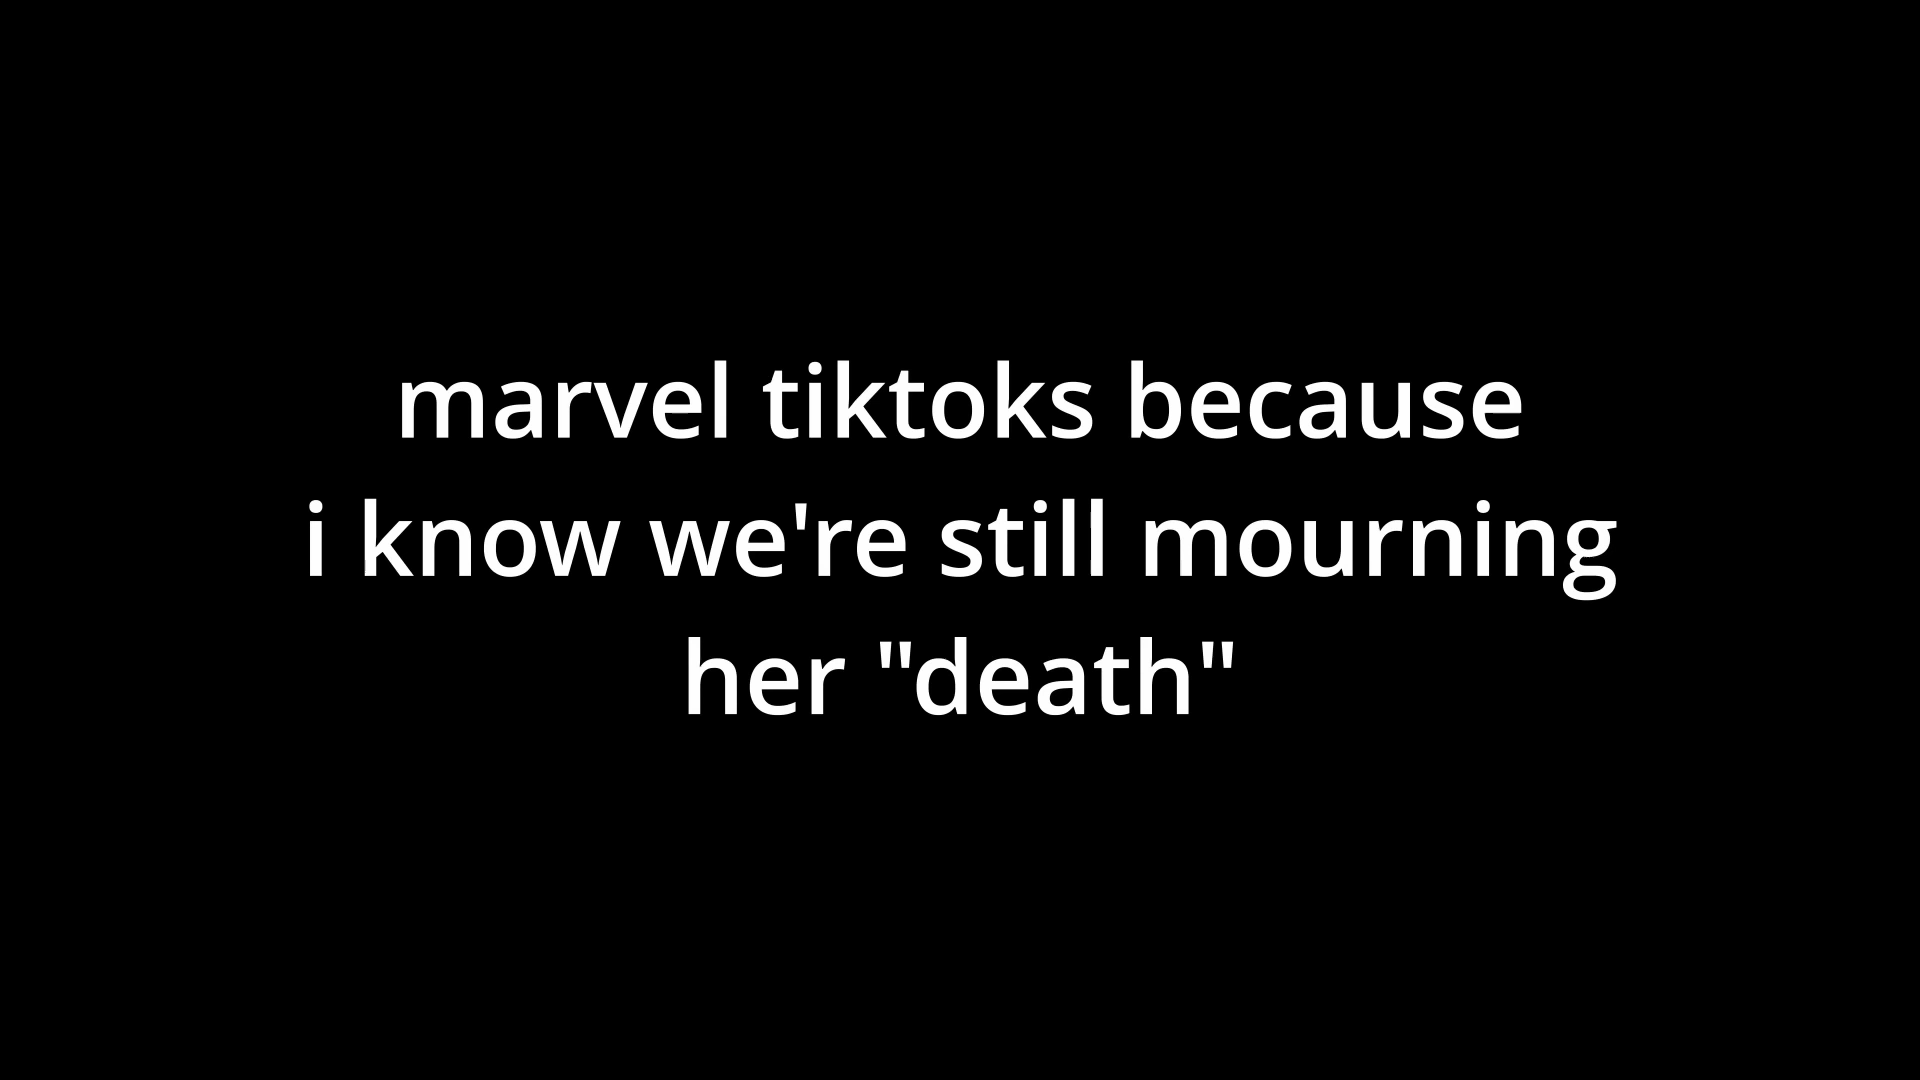 marvel tiktoks because
i know we're still mourning
her "death"